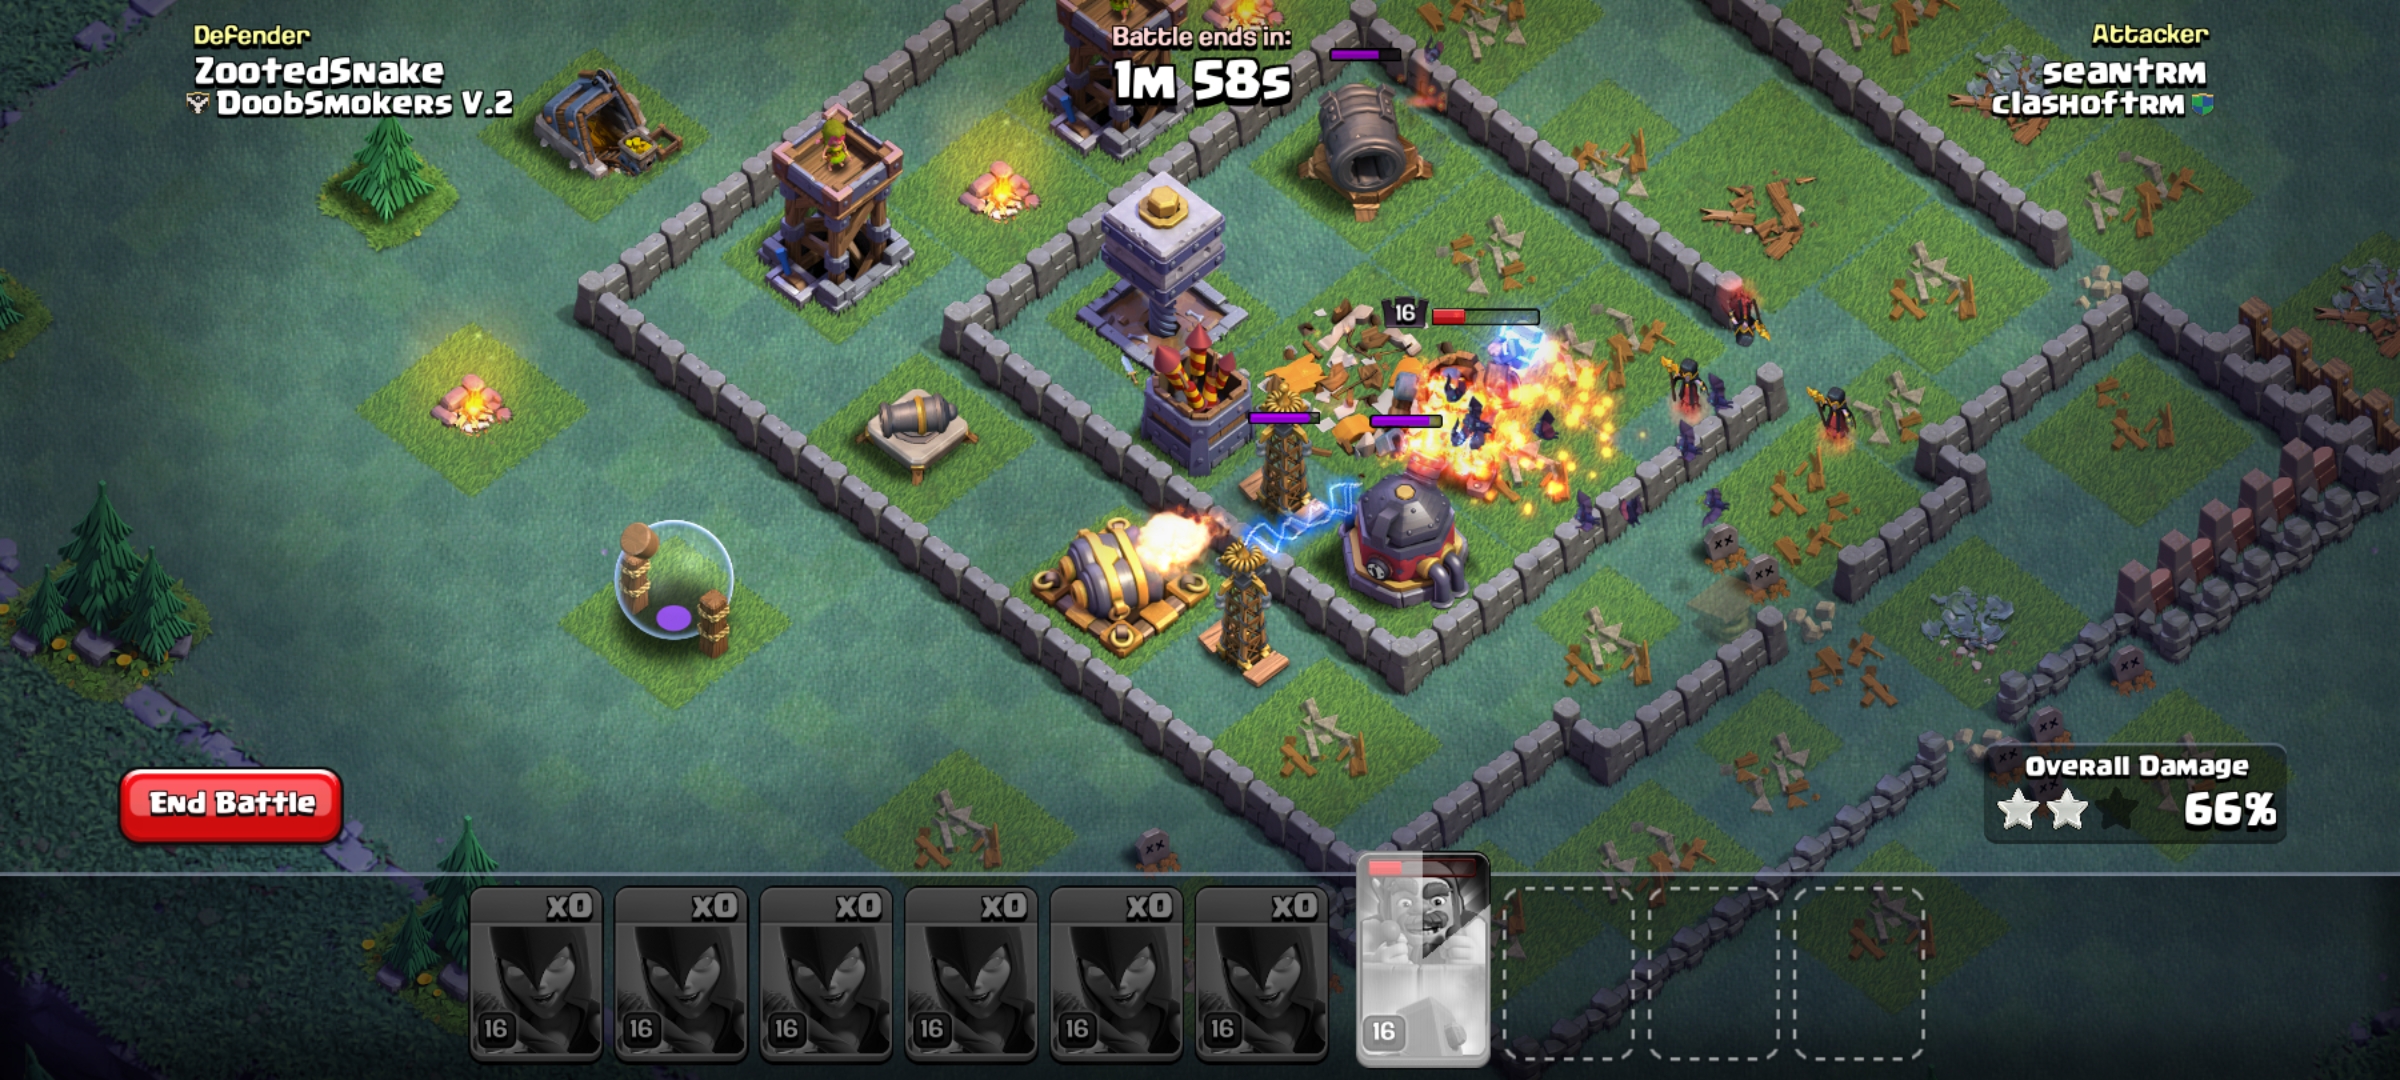 Defender
ZootedSnake
DoobSmokers V.2
Battle ends in:
1M 58S
Attacker
seantRM
clashoftRM
16
End Battle
Overall Damage
66%
x0
x0
x0
x0
x0
x0
16
16
16
16
16
16
16